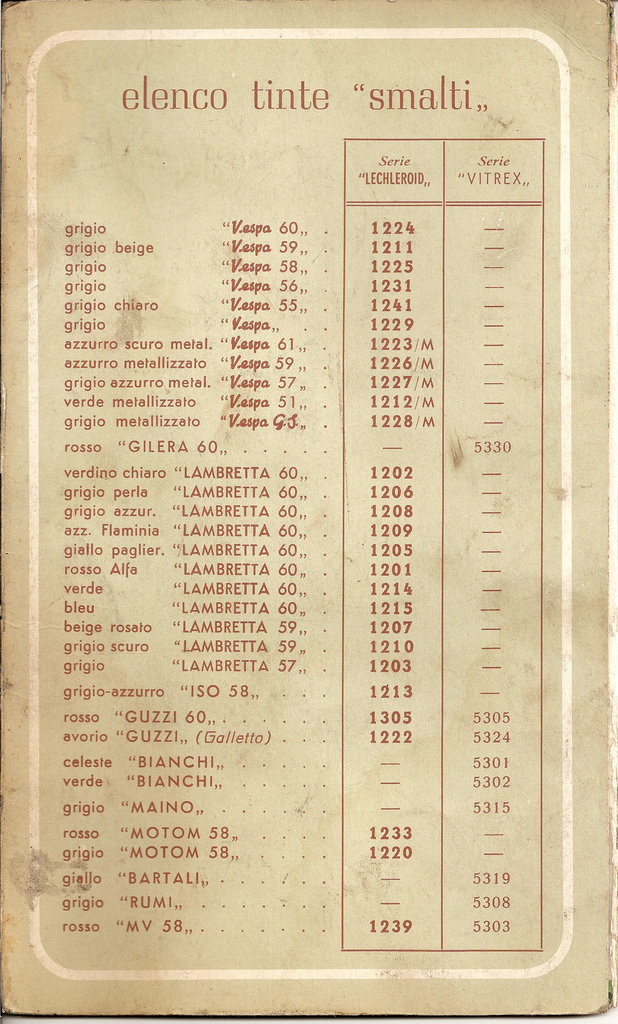 elenco tinte “smalti„
Serie “LECHLEROID„ Serie “VITREX„
grigio “Vespa 60„ . 1224 —
grigio beige “Vespa 59„ . 1211 —
grigio “Vespa 58„ . 1225 —
grigio “Vespa 56„ . 1231 —
grigio chiaro “Vespa 55„ . 1241 —
grigio “Vespa„ . . 1229 —
azzurro scuro metal. “Vespa 61„ . 1223/M —
azzurro metallizzato “Vespa 59„ . 1226/M —
grigio azzurro metal. “Vespa 57„ . 1227/M —
verde metallizzato “Vespa 51„ . 1212/M —
grigio metallizzato “Vespa G.S.„ . 1228/M —
rosso “GILERA 60„ . . . . . — 5330
verdino chiaro “LAMBRETTA 60„ . 1202 —
grigio perla “LAMBRETTA 60„ . 1206 —
grigio azzur. “LAMBRETTA 60„ . 1208 —
azz. Flaminia “LAMBRETTA 60„ . 1209 —
giallo paglier. “LAMBRETTA 60„ . 1205 —
rosso Alfa “LAMBRETTA 60„ . 1201 —
verde “LAMBRETTA 60„ . 1214 —
bleu “LAMBRETTA 60„ . 1215 —
beige rosato “LAMBRETTA 59„ . 1207 —
grigio scuro “LAMBRETTA 59„ . 1210 —
grigio “LAMBRETTA 57„ . 1203 —
grigio-azzurro “ISO 58„ . . . 1213 —
rosso “GUZZI 60„ . . . . . . 1305 5305
avorio “GUZZI„ (Galletto) . . . 1222 5324
celeste “BIANCHI„ . . . . . — 5301
verde “BIANCHI„ . . . . . — 5302
grigio “MAINO„ . . . . . . — 5315
rosso “MOTOM 58„ . . . . 1233 —
grigio “MOTOM 58„ . . . . 1220 —
giallo “BARTALI„ . . . . . . — 5319
grigio “RUMI„ . . . . . . . — 5308
rosso “MV 58„ . . . . . . . 1239 5303